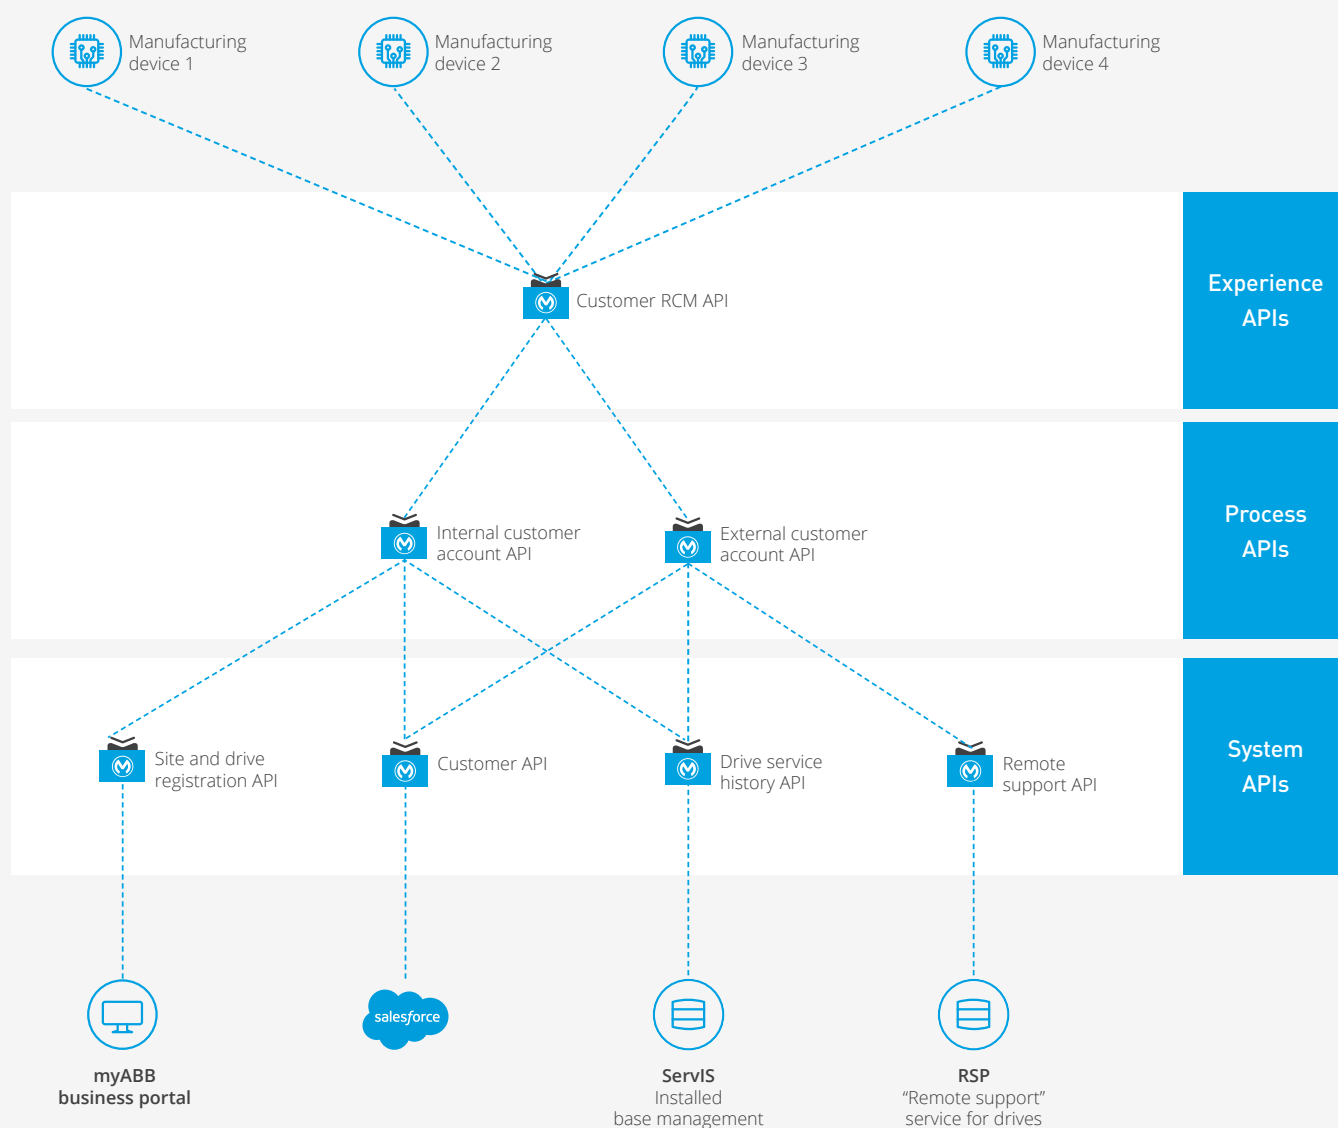 Manufacturing
device 1
Manufacturing
device 2
Manufacturing
device 3
Manufacturing
device 4
Customer RCM API
Experience
APIs
Internal customer
account API
External customer
account API
Process
APIs
Site and drive
registration API
Customer API
Drive service
history API
Remote
support API
System
APIs
salesforce
myABB
business portal
ServIS
Installed
base management
RSP
“Remote support”
service for drives